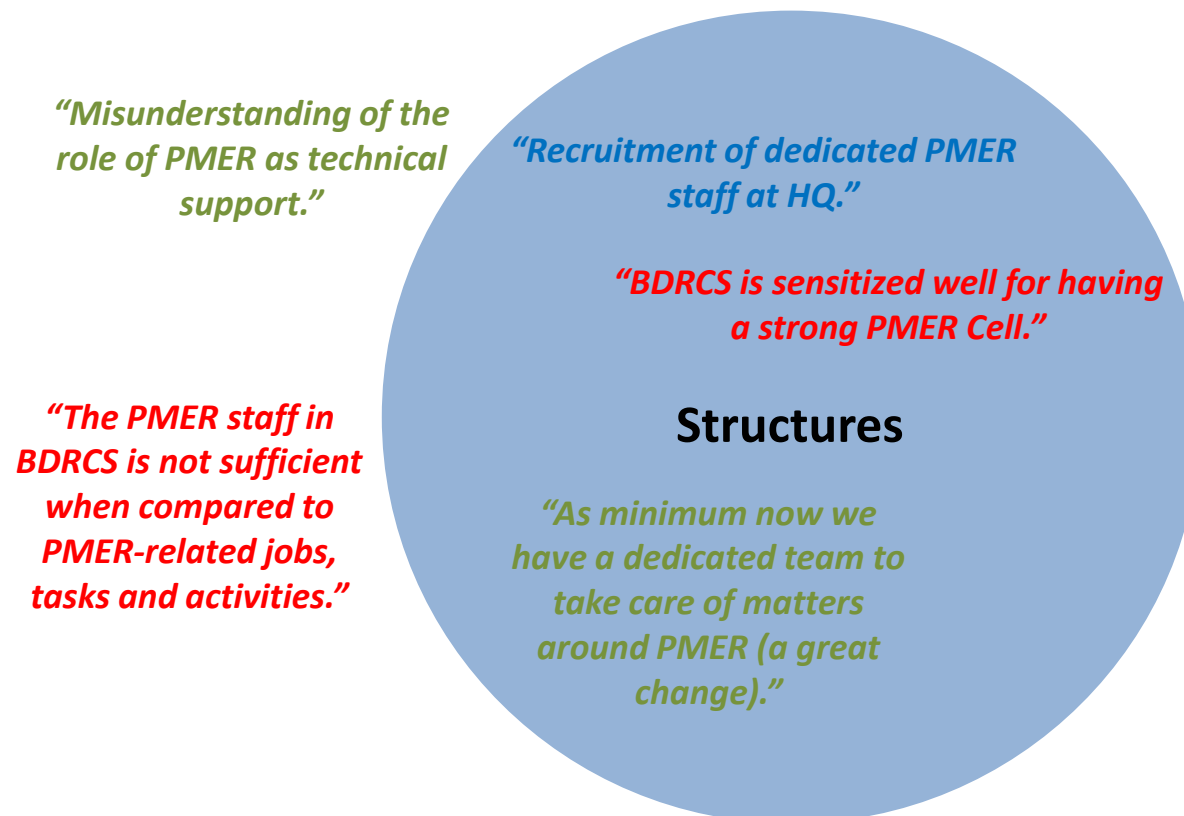 “Misunderstanding of the
role of PMER as technical
support.”
“Recruitment of dedicated PMER
staff at HQ.”
“BDRCS is sensitized well for having
a strong PMER Cell.”
“The PMER staff in
BDRCS is not sufficient
when compared to
PMER-related jobs,
tasks and activities.”
Structures
“As minimum now we
have a dedicated team to
take care of matters
around PMER (a great
change).”